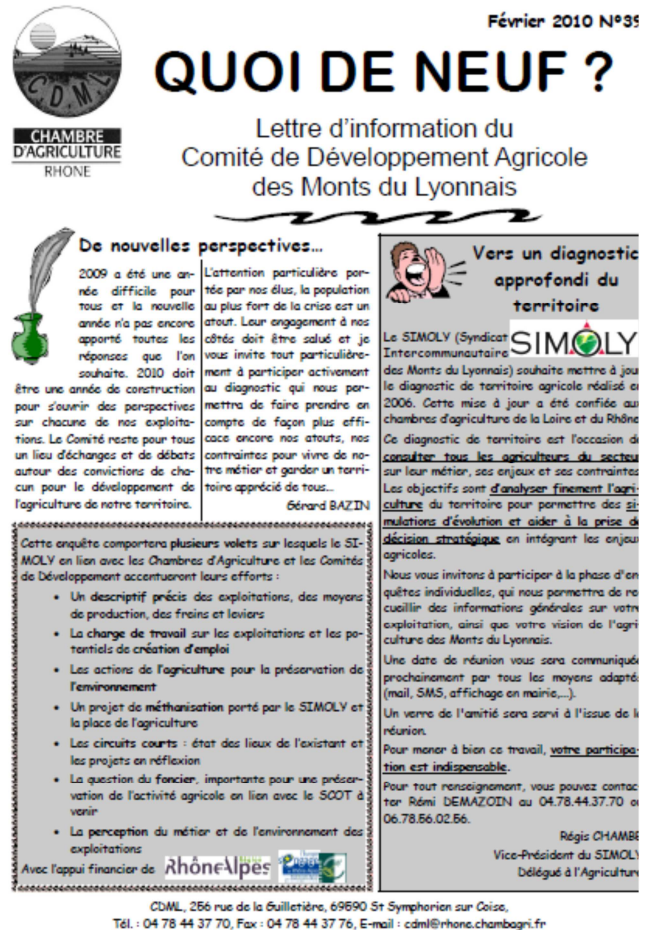 Février 2010 N°39
C.D.M.L
CHAMBRE
D'AGRICULTURE
RHONE
QUOI DE NEUF ?
Lettre d'information du
Comité de Développement Agricole
des Monts du Lyonnais
De nouvelles perspectives...
2009 a été une an-
née difficile pour
tous et la nouvelle
année n'a pas encore
apporté toutes les
réponses que l'on
souhaite. 2010 doit
être une année de construction
pour s'ouvrir des perspectives
sur chacune de nos exploita-
tions. Le Comité reste pour tous
un lieu d'échanges et de débats
autour des convictions de cha-
cun pour le développement de
l'agriculture de notre territoire.
L'attention particulière por-
tée par nos élus, la population
au plus fort de la crise est un
atout. Leur engagement à nos
côtés doit être salué et je
vous invite tout particulière-
ment à participer activement
au diagnostic qui nous per-
mettra de faire prendre en
compte de façon plus effi-
cace encore nos atouts, nos
contraintes pour vivre de no-
tre métier et garder un terri-
toire apprécié de tous...
Gérard BAZIN
Cette enquête comportera plusieurs volets sur lesquels le SI-
MOLY en lien avec les Chambres d'Agriculture et les Comités
de Développement accentueront leurs efforts :
• Un descriptif précis des exploitations, des moyens
de production, des freins et leviers
• La charge de travail sur les exploitations et les po-
tentiels de création d'emploi
• Les actions de l'agriculture pour la préservation de
l'environnement
• Un projet de méthanisation porté par le SIMOLY et
la place de l'agriculture
• Les circuits courts : état des lieux de l'existant et
les projets en réflexion
• La question du foncier, importante pour une préser-
vation de l'activité agricole en lien avec le SCOT à
venir
• La perception du métier et de l'environnement des
exploitations
Avec l'appui financier de RhôneAlpes
Vers un diagnostic
approfondi du
territoire
Le SIMOLY (Syndicat
Intercommunautaire
SIMOLY
des Monts du Lyonnais) souhaite mettre à jour
le diagnostic de territoire agricole réalisé en
2006. Cette mise à jour a été confiée aux
chambres d'agriculture de la Loire et du Rhône.
Ce diagnostic de territoire est l'occasion de
consulter tous les agriculteurs du secteur
sur leur métier, ses enjeux et ses contraintes.
Les objectifs sont d'analyser finement l'agri-
culture du territoire pour permettre des si-
mulations d'évolution et aider à la prise de
décision stratégique en intégrant les enjeux
agricoles.
Nous vous invitons à participer à la phase d'en-
quêtes individuelles, qui nous permettra de re-
cueillir des informations générales sur votre
exploitation, ainsi que votre vision de l'agri-
culture des Monts du Lyonnais.
Une date de réunion vous sera communiquée
prochainement par tous les moyens adaptés
(mail, SMS, affichage en mairie,...).
Un verre de l'amitié sera servi à l'issue de la
réunion.
Pour mener à bien ce travail, votre participa-
tion est indispensable.
Pour tout renseignement, vous pouvez contac-
ter Rémi DEMAZOIN au 04.78.44.37.70 ou
06.78.56.02.56.
Régis CHAMBE
Vice-Président du SIMOLY
Délégué à l'Agriculture
CDML, 256 rue de la Guilletière, 69590 St Symphorien sur Coise,
Tél. : 04 78 44 37 70, Fax : 04 78 44 37 76, E-mail : cdml@rhone.chambagri.fr